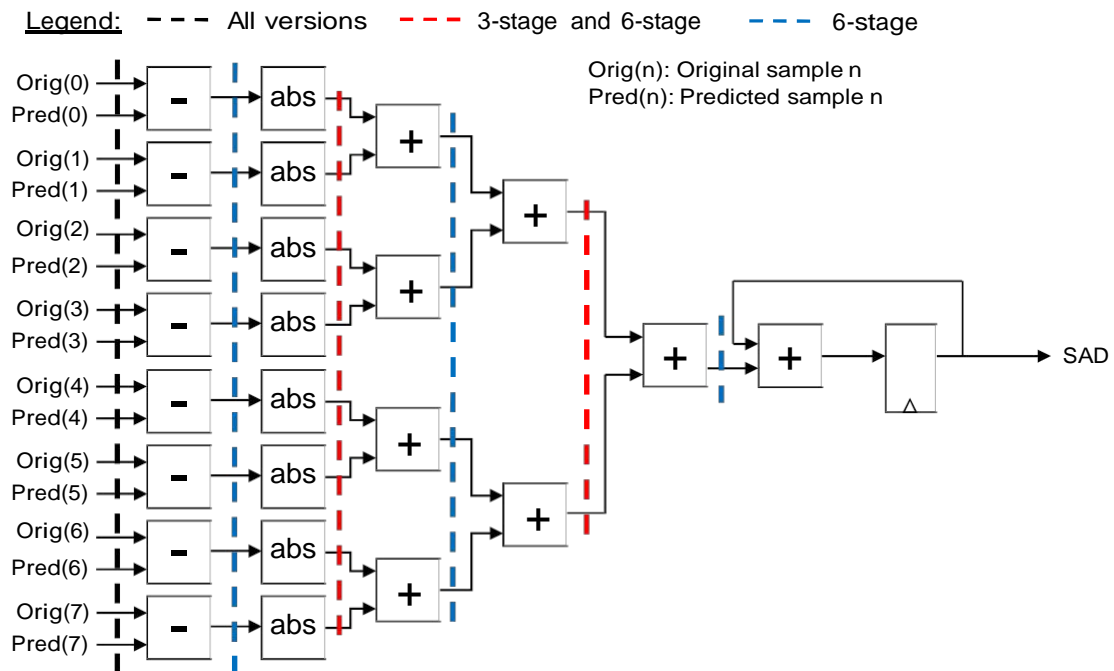 Legend: All versions 3-stage and 6-stage 6-stage
Orig(n): Original sample n
Pred(n): Predicted sample n
Orig(0)
Pred(0)
- abs
+
Orig(1)
Pred(1)
- abs
+
Orig(2)
Pred(2)
- abs
+
Orig(3)
Pred(3)
- abs
+ + SAD
Orig(4)
Pred(4)
- abs
+
Orig(5)
Pred(5)
- abs
+
Orig(6)
Pred(6)
- abs
+
Orig(7)
Pred(7)
- abs